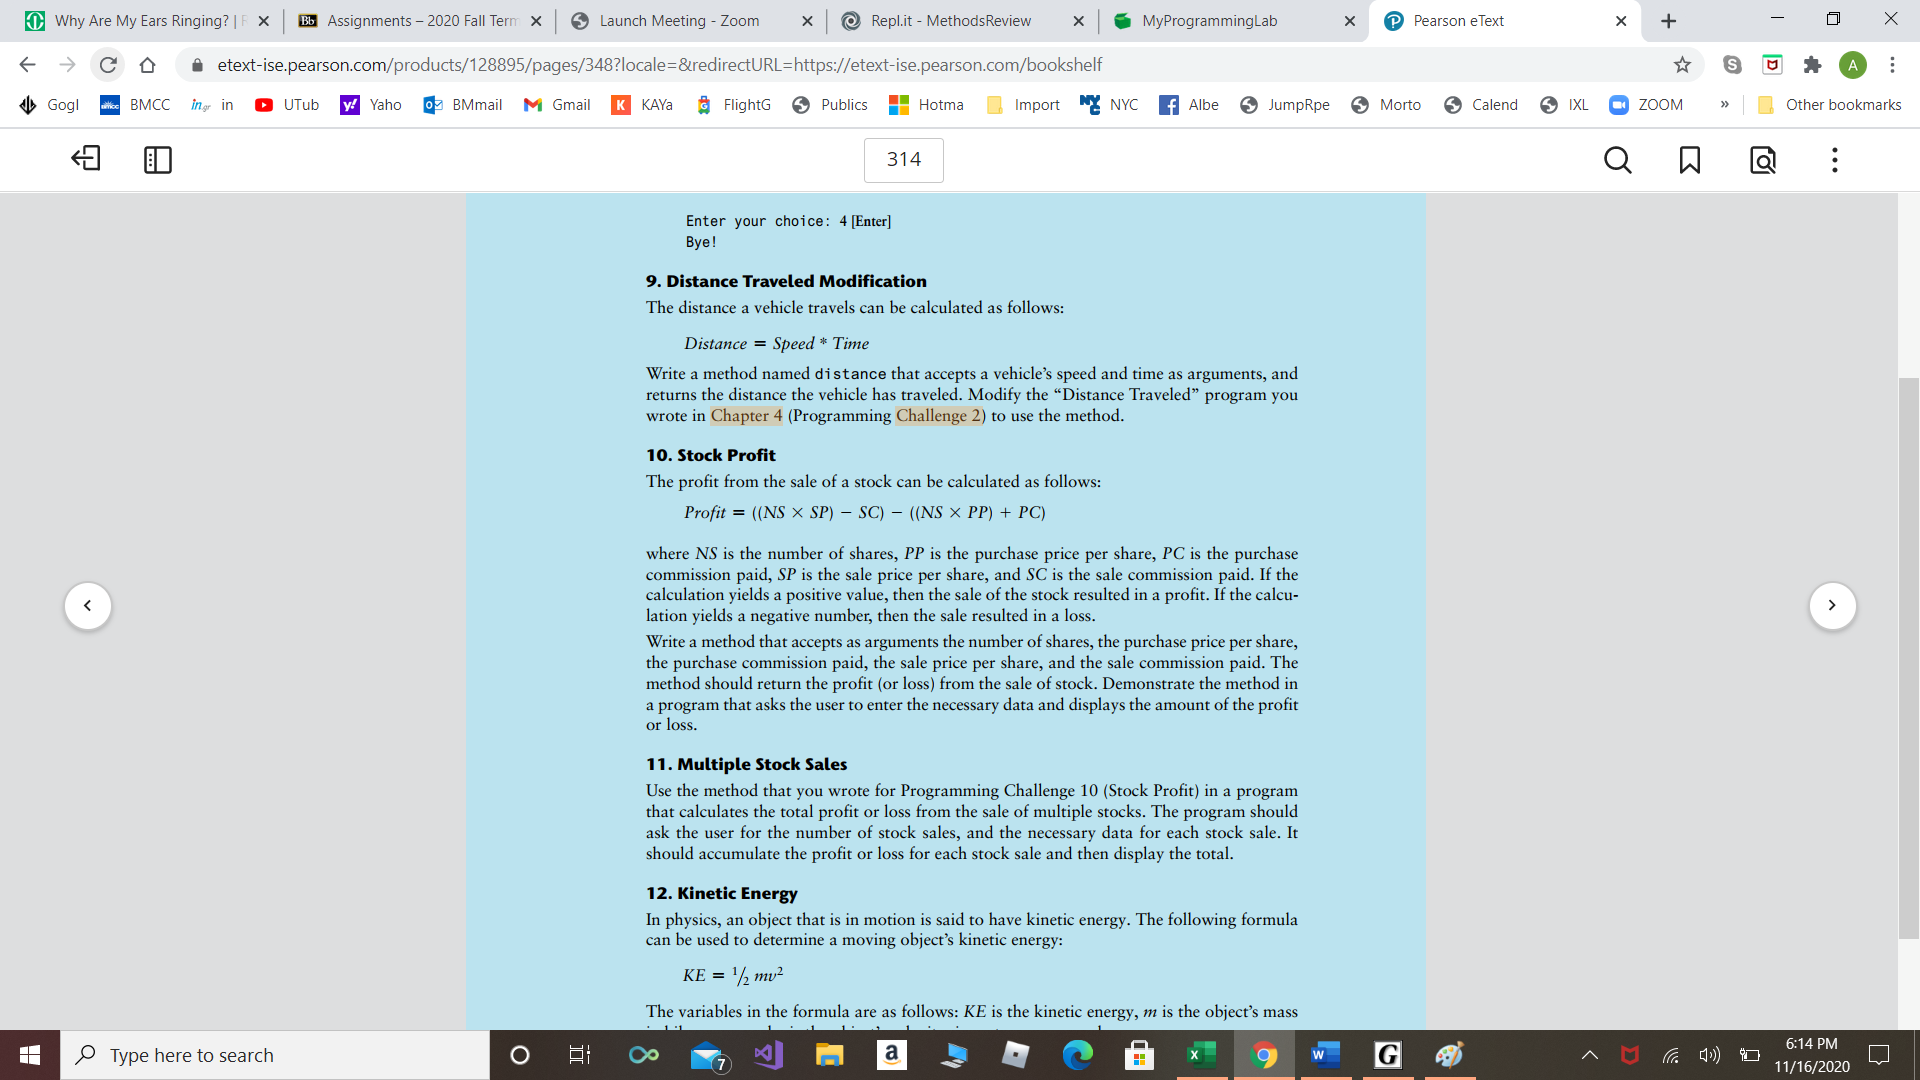 Why Are My Ears Ringing? |
Assignments – 2020 Fall Term
Launch Meeting - Zoom
Repl.it - MethodsReview
MyProgrammingLab
Pearson eText
etext-ise.pearson.com/products/128895/pages/348?locale=&redirectURL=https://etext-ise.pearson.com/bookshelf
A
Gogl BMCC in UTub Yaho BMmail Gmail KAYa FlightG Publics Hotma Import NYC Albe JumpRpe Morto Calend IXL ZOOM » Other bookmarks
314
Enter your choice: 4 [Enter]
Bye!
9. Distance Traveled Modification
The distance a vehicle travels can be calculated as follows:
Distance = Speed * Time
Write a method named distance that accepts a vehicle’s speed and time as arguments, and
returns the distance the vehicle has traveled. Modify the “Distance Traveled” program you
wrote in Chapter 4 (Programming Challenge 2) to use the method.
10. Stock Profit
The profit from the sale of a stock can be calculated as follows:
Profit = ((NS × SP) − SC) − ((NS × PP) + PC)
where NS is the number of shares, PP is the purchase price per share, PC is the purchase
commission paid, SP is the sale price per share, and SC is the sale commission paid. If the
calculation yields a positive value, then the sale of the stock resulted in a profit. If the calcu-
lation yields a negative number, then the sale resulted in a loss.
Write a method that accepts as arguments the number of shares, the purchase price per share,
the purchase commission paid, the sale price per share, and the sale commission paid. The
method should return the profit (or loss) from the sale of stock. Demonstrate the method in
a program that asks the user to enter the necessary data and displays the amount of the profit
or loss.
11. Multiple Stock Sales
Use the method that you wrote for Programming Challenge 10 (Stock Profit) in a program
that calculates the total profit or loss from the sale of multiple stocks. The program should
ask the user for the number of stock sales, and the necessary data for each stock sale. It
should accumulate the profit or loss for each stock sale and then display the total.
12. Kinetic Energy
In physics, an object that is in motion is said to have kinetic energy. The following formula
can be used to determine a moving object’s kinetic energy:
KE = ½ mv²
The variables in the formula are as follows: KE is the kinetic energy, m is the object’s mass
Type here to search
7
6:14 PM
11/16/2020